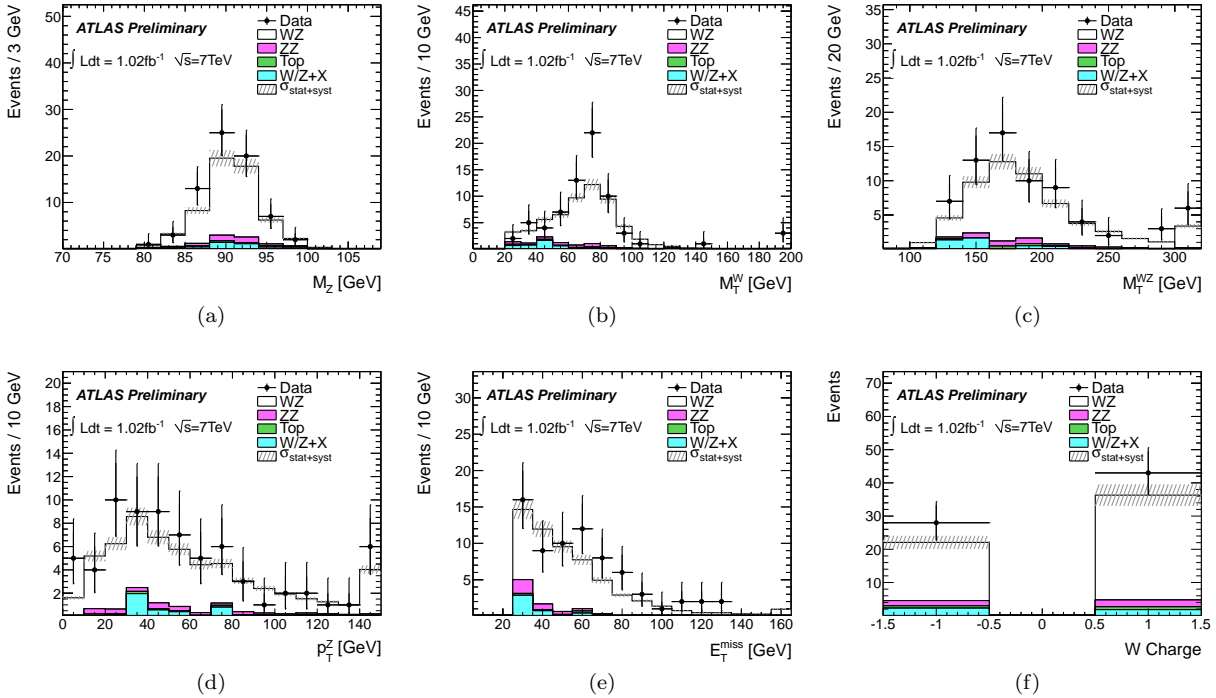 Events / 3 GeV
50
40
30
20
10
ATLAS Preliminary
∫ Ldt = 1.02fb-1 √s=7TeV
Data
WZ
ZZ
Top
W/Z+X
σstat+syst
70 75 80 85 90 95 100 105
MZ [GeV]
(a)
Events / 10 GeV
45
40
35
30
25
20
15
10
5
ATLAS Preliminary
∫ Ldt = 1.02fb-1 √s=7TeV
Data
WZ
ZZ
Top
W/Z+X
σstat+syst
0 20 40 60 80 100 120 140 160 180 200
MTW [GeV]
(b)
Events / 20 GeV
35
30
25
20
15
10
5
ATLAS Preliminary
∫ Ldt = 1.02fb-1 √s=7TeV
Data
WZ
ZZ
Top
W/Z+X
σstat+syst
100 150 200 250 300
MTWZ [GeV]
(c)
Events / 10 GeV
20
18
16
14
12
10
8
6
4
2
ATLAS Preliminary
∫ Ldt = 1.02fb-1 √s=7TeV
Data
WZ
ZZ
Top
W/Z+X
σstat+syst
0 20 40 60 80 100 120 140
pTZ [GeV]
(d)
Events / 10 GeV
30
25
20
15
10
5
ATLAS Preliminary
∫ Ldt = 1.02fb-1 √s=7TeV
Data
WZ
ZZ
Top
W/Z+X
σstat+syst
20 40 60 80 100 120 140 160
ETmiss [GeV]
(e)
Events
70
60
50
40
30
20
10
0
ATLAS Preliminary
∫ Ldt = 1.02fb-1 √s=7TeV
Data
WZ
ZZ
Top
W/Z+X
σstat+syst
-1.5 -1 -0.5 0 0.5 1 1.5
W Charge
(f)